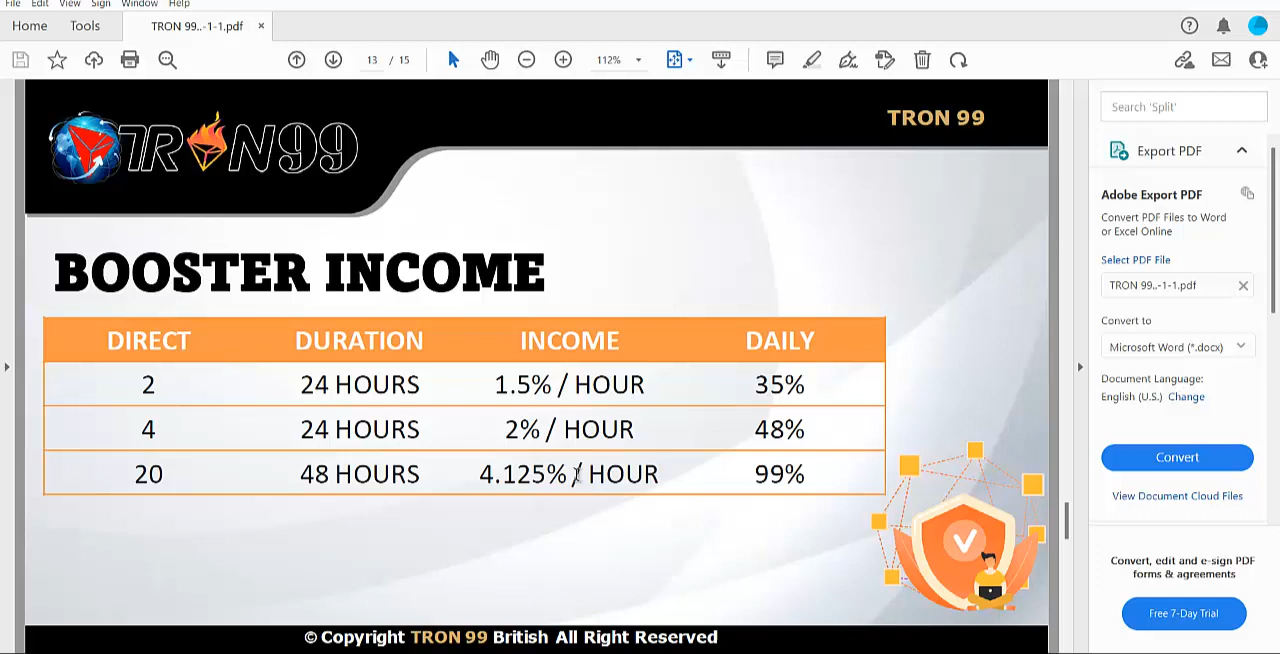 File Edit View Sign Window Help
Home Tools TRON 99..-1-1.pdf ×
13 / 15 112%
TRON99
TRON 99
BOOSTER INCOME
DIRECT DURATION INCOME DAILY
2 24 HOURS 1.5% / HOUR 35%
4 24 HOURS 2% / HOUR 48%
20 48 HOURS 4.125% / HOUR 99%
© Copyright TRON 99 British All Right Reserved
Search 'Split'
Export PDF
Adobe Export PDF
Convert PDF Files to Word
or Excel Online
Select PDF File
TRON 99..-1-1.pdf
Convert to
Microsoft Word (*.docx)
Document Language:
English (U.S.) Change
Convert
View Document Cloud Files
Convert, edit and e-sign PDF
forms & agreements
Free 7-Day Trial